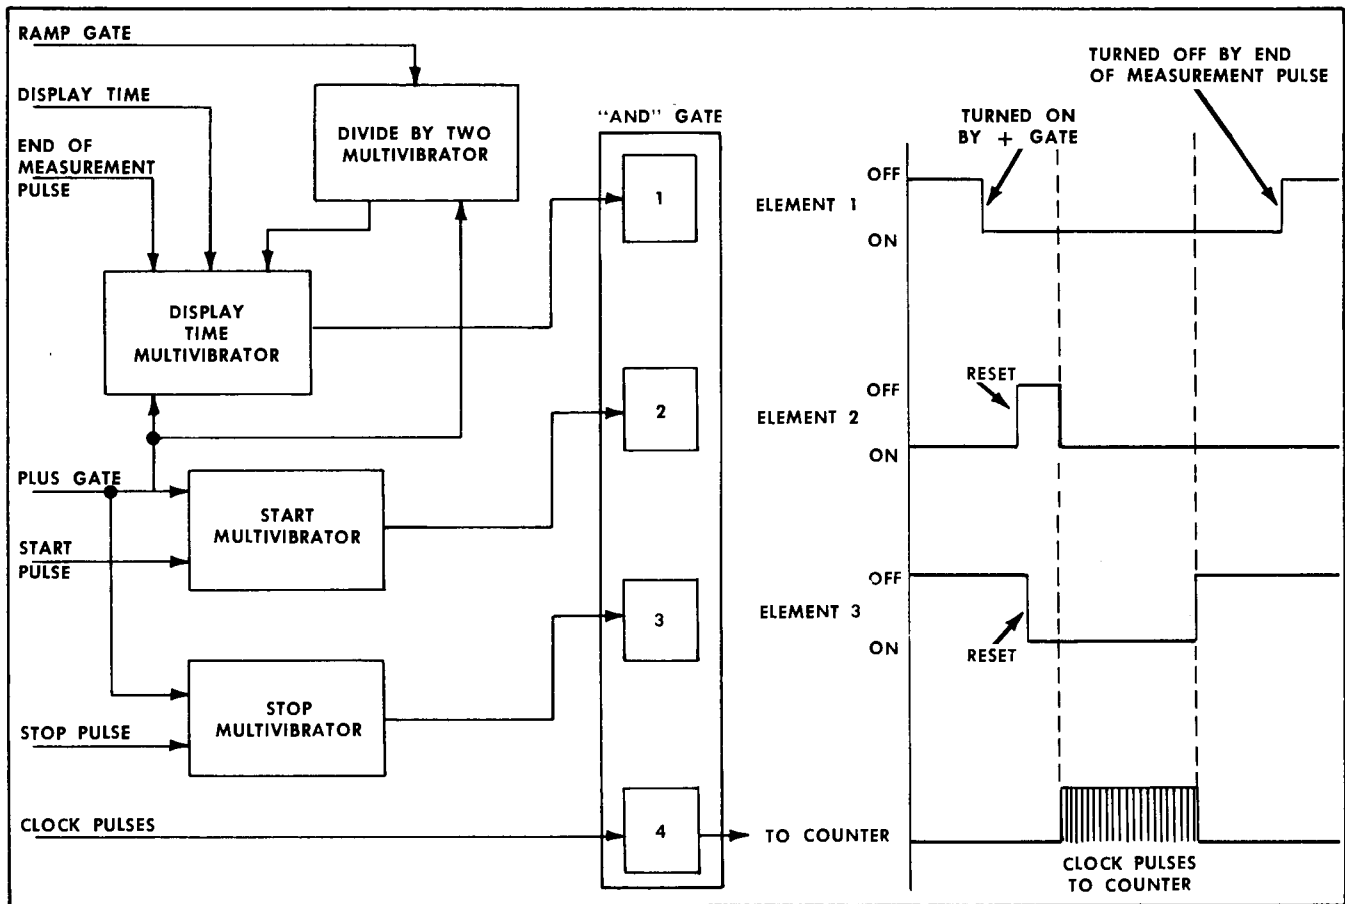 RAMP GATE
DISPLAY TIME
END OF
MEASUREMENT
PULSE
DIVIDE BY TWO
MULTIVIBRATOR
DISPLAY
TIME
MULTIVIBRATOR
PLUS GATE
START
PULSE
START
MULTIVIBRATOR
STOP PULSE
STOP
MULTIVIBRATOR
CLOCK PULSES
"AND" GATE
1
2
3
4
TO COUNTER
TURNED ON
BY + GATE
TURNED OFF BY END
OF MEASUREMENT PULSE
ELEMENT 1
OFF
ON
ELEMENT 2
OFF
ON
RESET
ELEMENT 3
OFF
ON
RESET
CLOCK PULSES
TO COUNTER